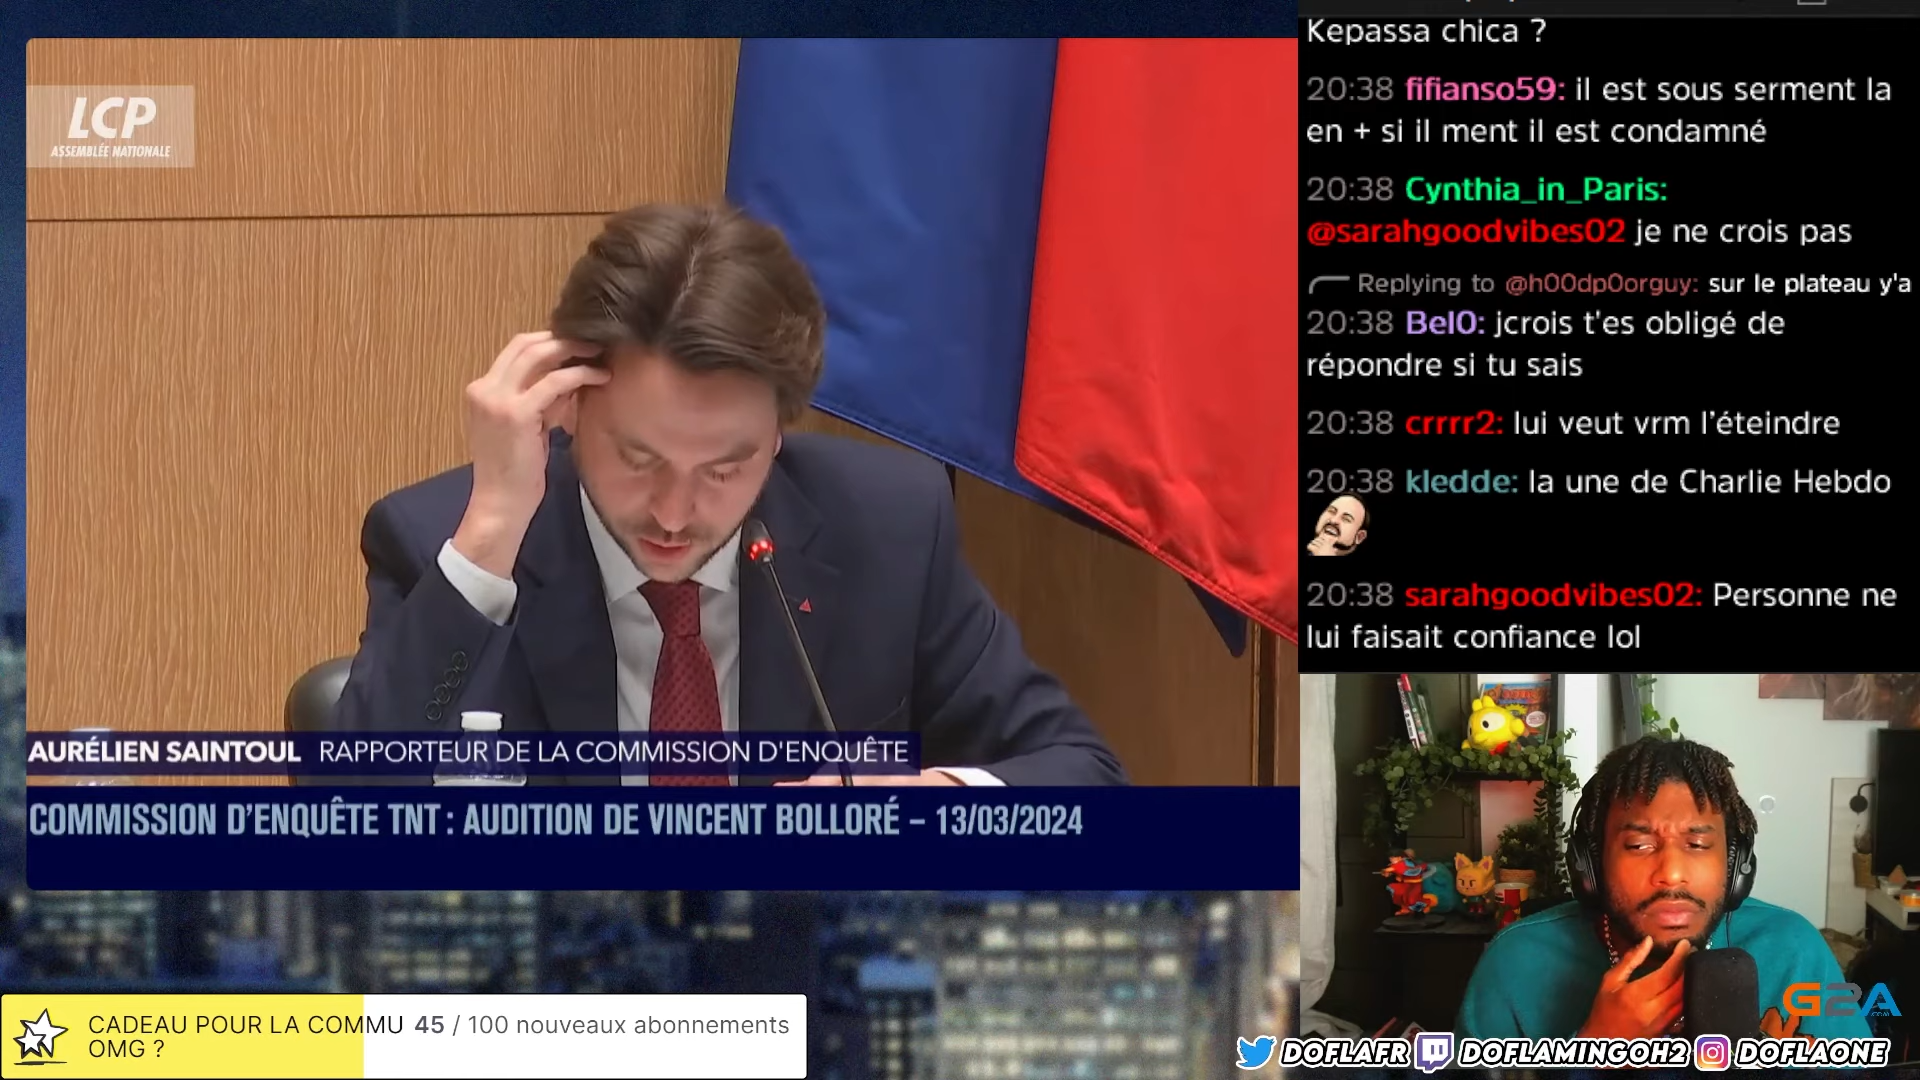 LCP
ASSEMBLÉE NATIONALE
AURÉLIEN SAINTOUL RAPPORTEUR DE LA COMMISSION D'ENQUÊTE
COMMISSION D'ENQUÊTE TNT : AUDITION DE VINCENT BOLLORÉ – 13/03/2024
CADEAU POUR LA COMMU 45 / 100 nouveaux abonnements
OMG ?
Kepassa chica ?
20:38 fifianso59: il est sous serment la
en + si il ment il est condamné
20:38 Cynthia_in_Paris:
@sarahgoodvibes02 je ne crois pas
Replying to @h00dp0orguy: sur le plateau y'a
20:38 Bel0: jcrois t'es obligé de
répondre si tu sais
20:38 crrrr2: lui veut vrm l'éteindre
20:38 kledde: la une de Charlie Hebdo
20:38 sarahgoodvibes02: Personne ne
lui faisait confiance lol
G2A
.COM
DOFLAFR DOFLAMINGOH2 DOFLAONE